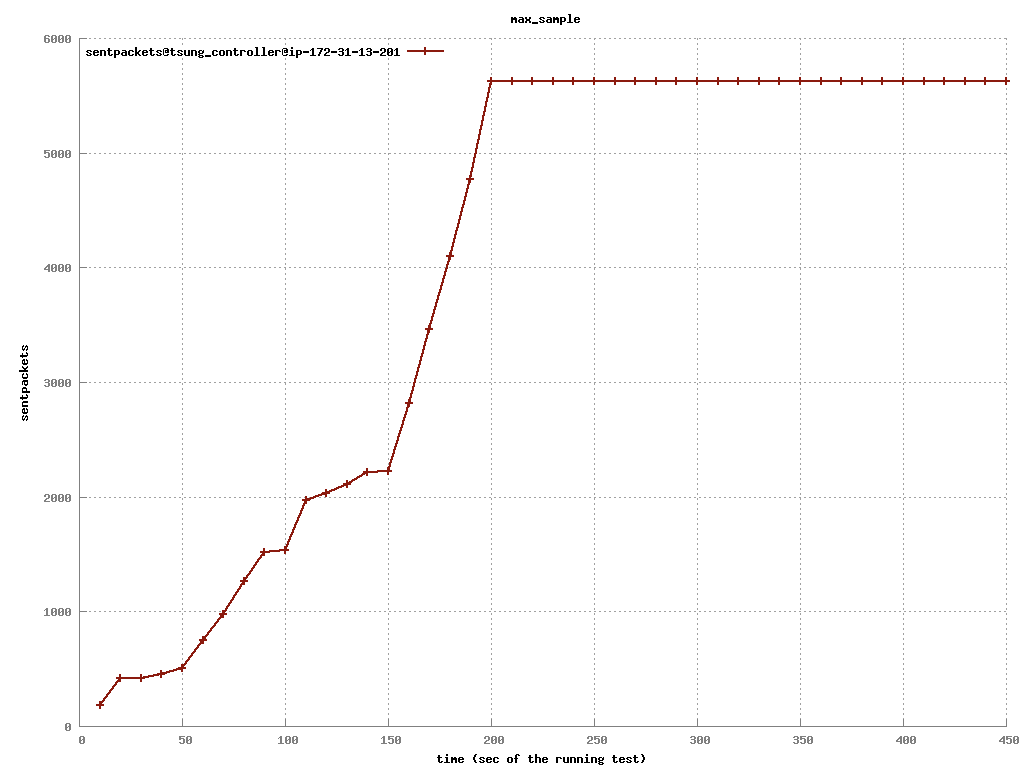 max_sample
sentpackets@tsung_controller@ip-172-31-13-201
6000
5000
4000
3000
2000
1000
0
sentpackets
0 50 100 150 200 250 300 350 400 450
time (sec of the running test)